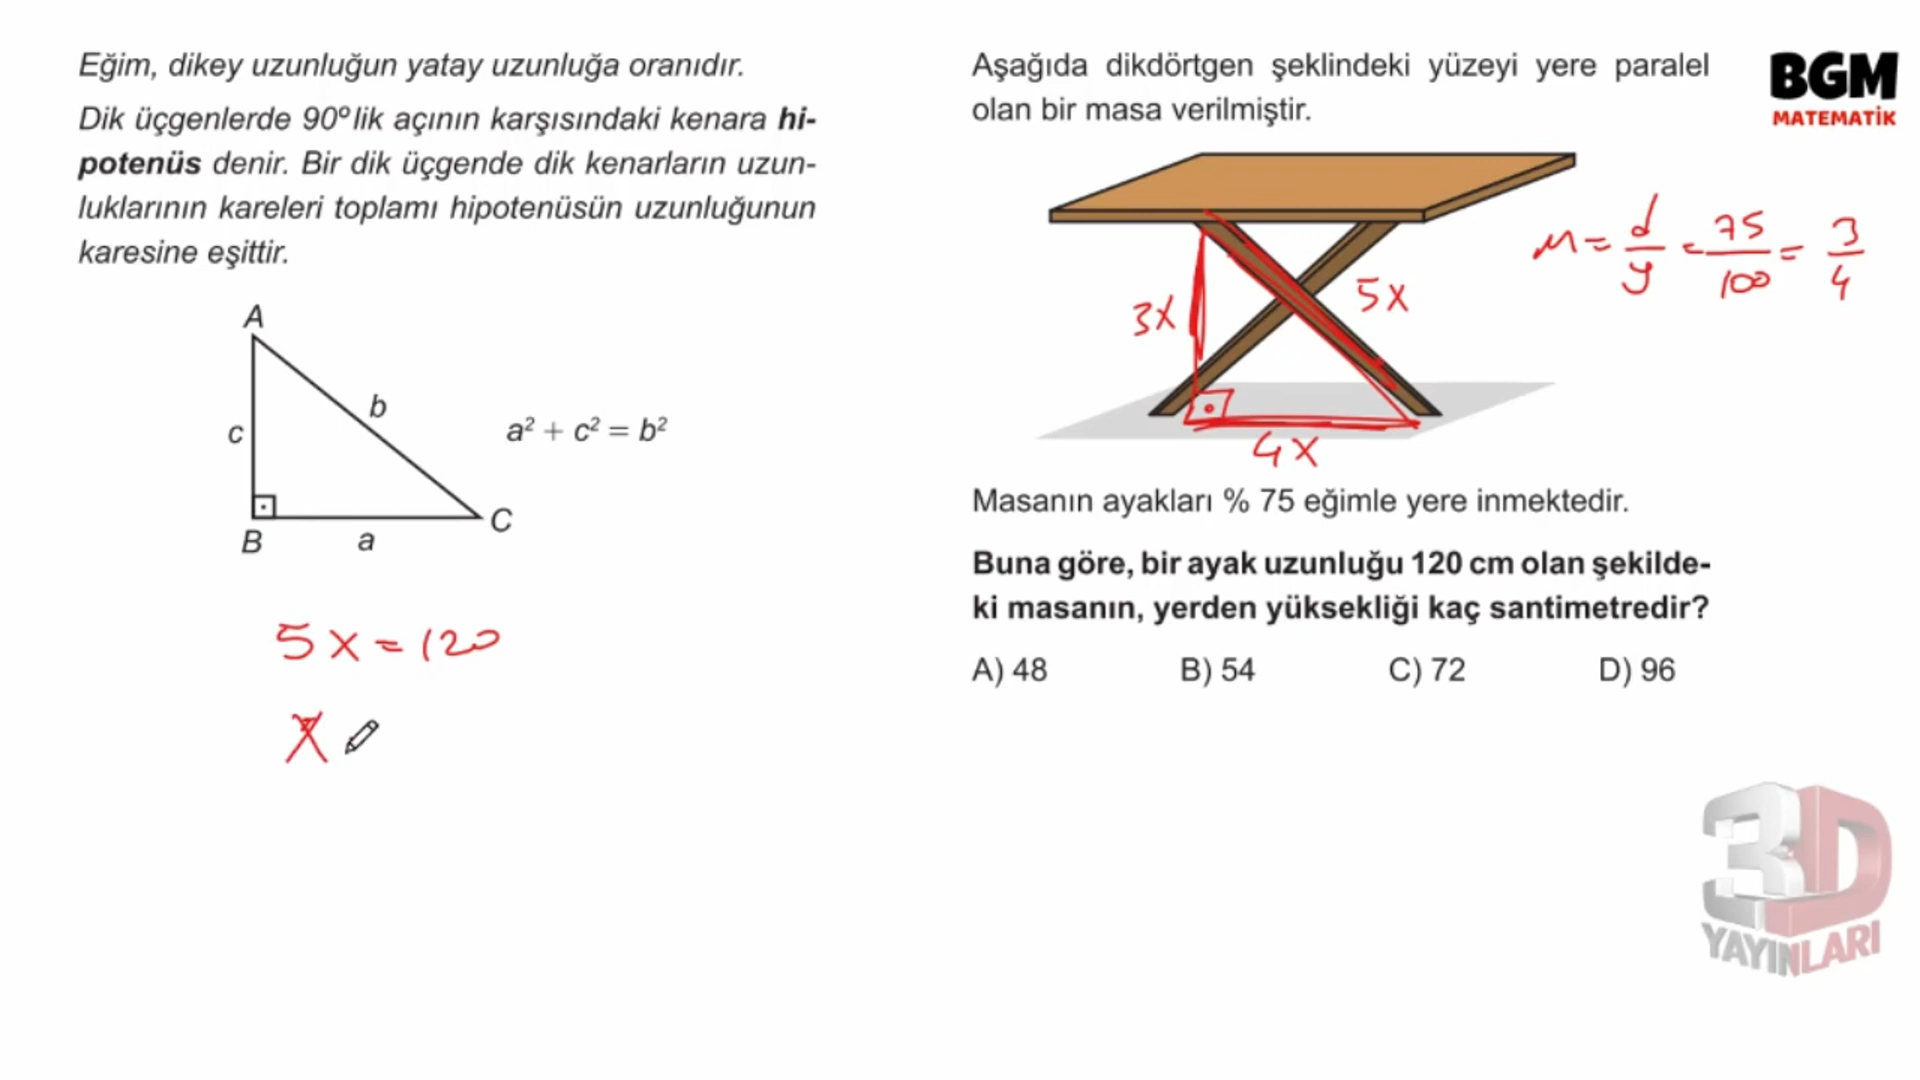 Eğim, dikey uzunluğun yatay uzunluğa oranıdır.
Dik üçgenlerde 90º lik açının karşısındaki kenara hi-
potenüs denir. Bir dik üçgende dik kenarların uzun-
luklarının kareleri toplamı hipotenüsün uzunluğunun
karesine eşittir.
A
b
c
a² + c² = b²
B
a
C
5x=120
x
Aşağıda dikdörtgen şeklindeki yüzeyi yere paralel
olan bir masa verilmiştir.
BGM
MATEMATİK
m = d/y = 75/100 = 3/4
3x
5x
4x
Masanın ayakları % 75 eğimle yere inmektedir.
Buna göre, bir ayak uzunluğu 120 cm olan şekilde-
ki masanın, yerden yüksekliği kaç santimetredir?
A) 48 B) 54 C) 72 D) 96
3D
YAYINLARI